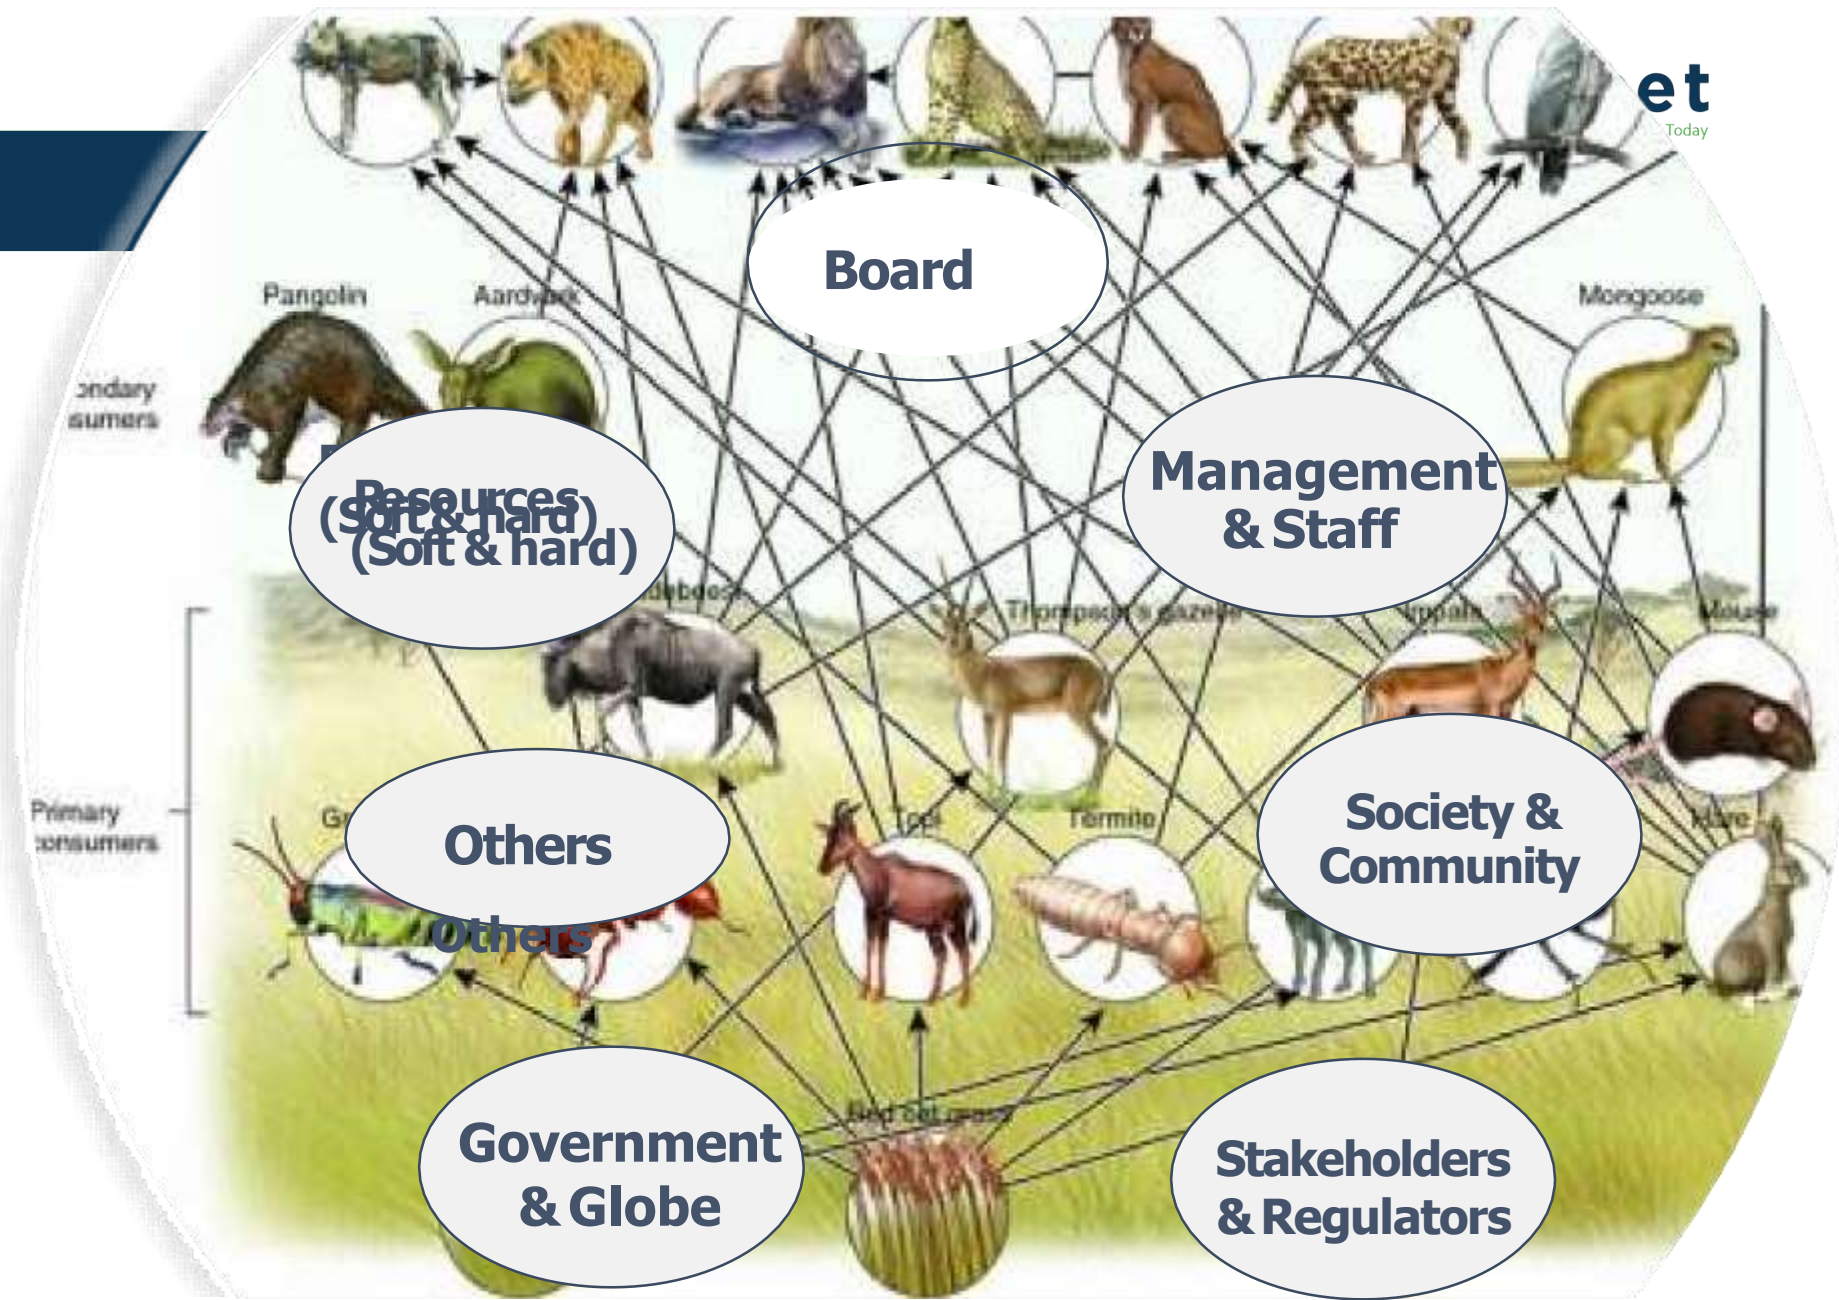 et
Today
Board
Pangolin
Aardvark
Mongoose
ondary
sumers
Management
& Staff
Resources
(Soft & hard)
(Soft & hard)
debeest
Thompson's gazelle
Impala
Mouse
Primary
consumers
Topi
Termite
Hare
Society &
Community
Others
Others
Red oat grass
Government
& Globe
Stakeholders
& Regulators